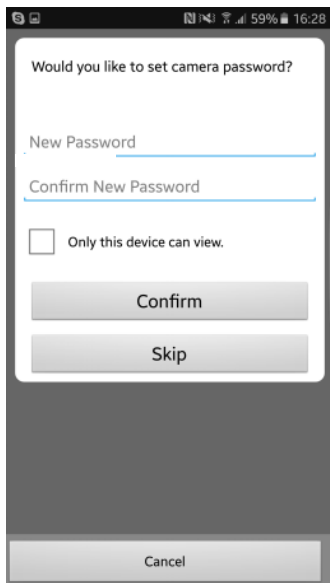 59% 16:28
Would you like to set camera password?
New Password
Confirm New Password
Only this device can view.
Confirm
Skip
Cancel